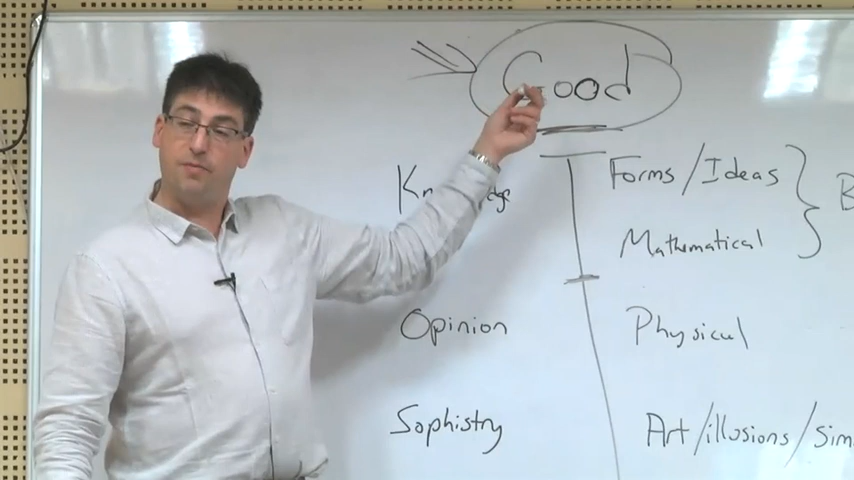 Good
Forms/Ideas
Mathematical
Opinion Physical
Sophistry Art/illusions/